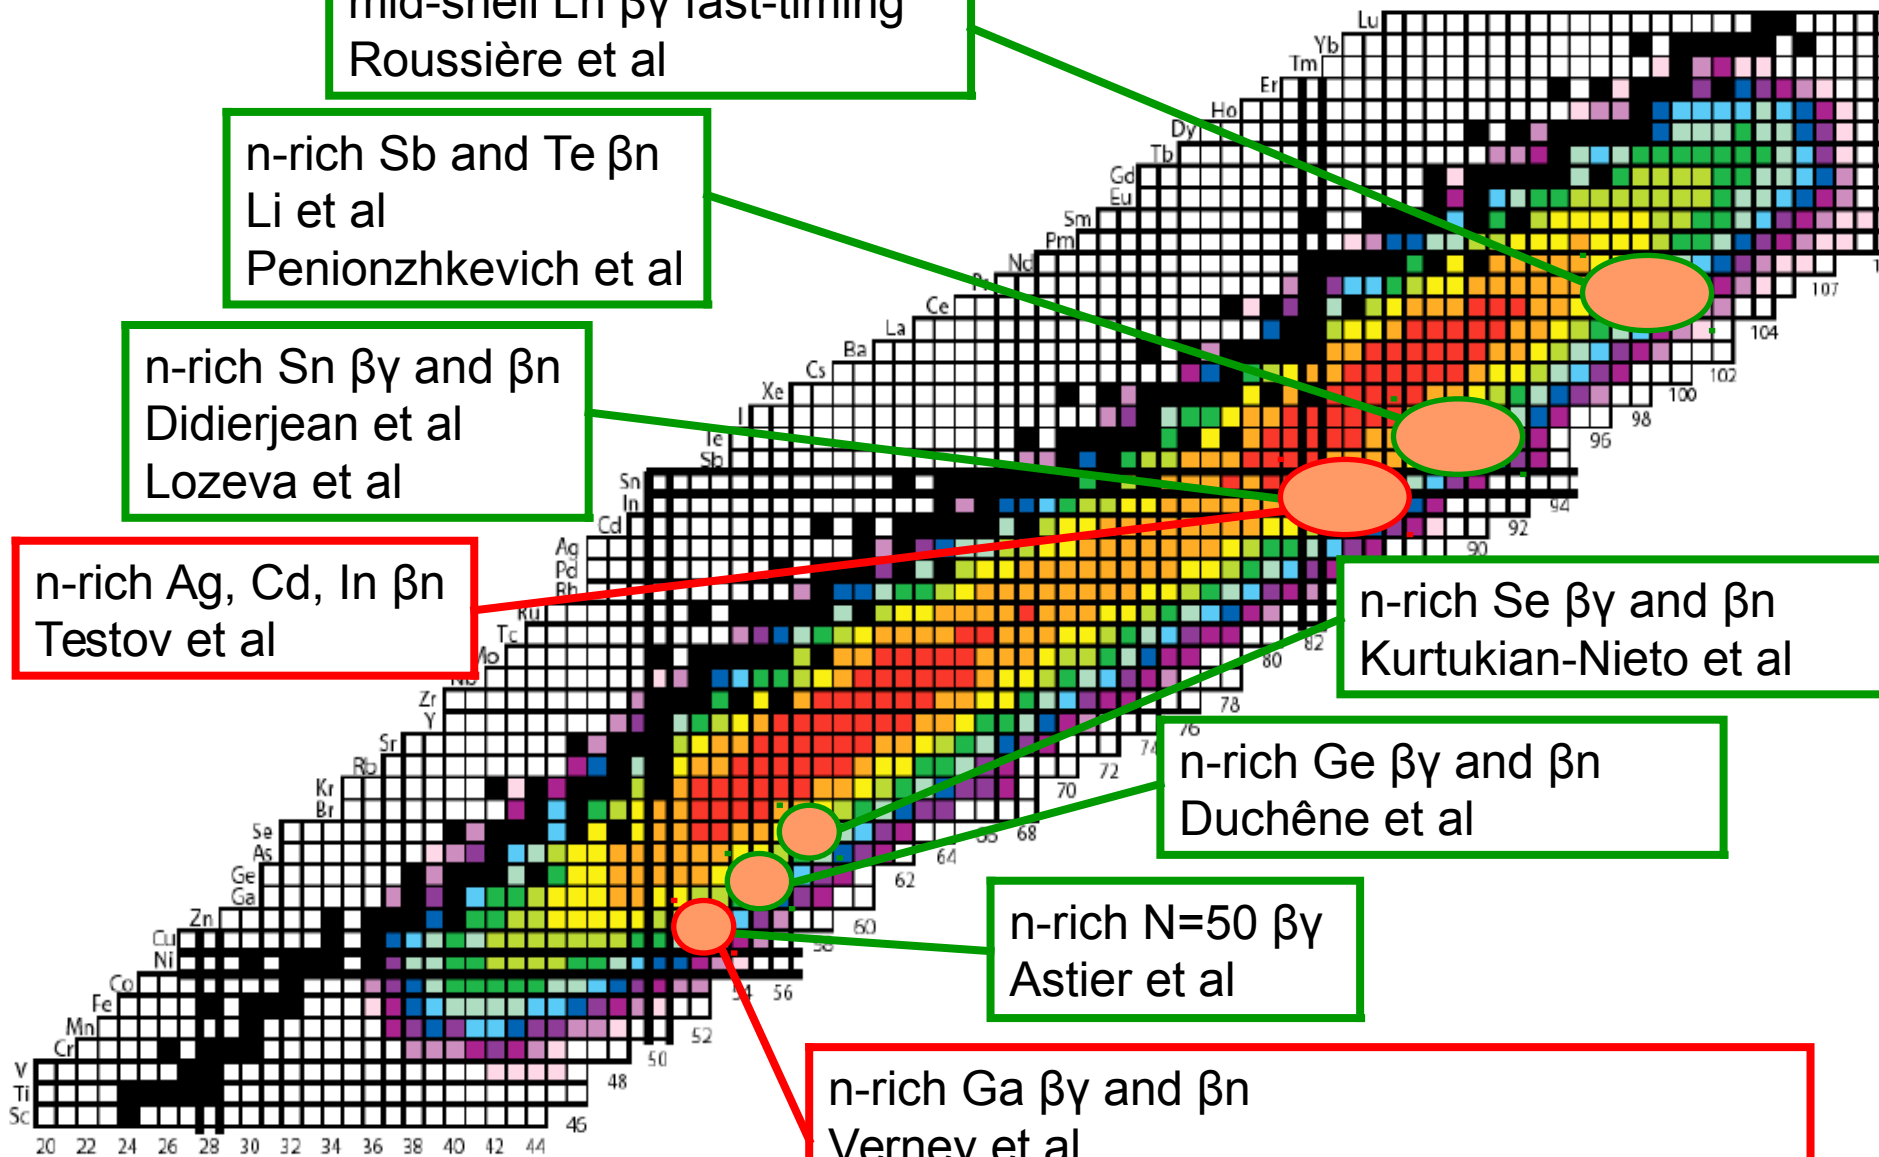 mid-shell Ln βγ fast-timing
Roussière et al
n-rich Sb and Te βn
Li et al
Penionzhkevich et al
n-rich Sn βγ and βn
Didierjean et al
Lozeva et al
n-rich Ag, Cd, In βn
Testov et al
n-rich Se βγ and βn
Kurtukian-Nieto et al
n-rich Ge βγ and βn
Duchêne et al
n-rich N=50 βγ
Astier et al
n-rich Ga βγ and βn
Verney et al
Lu
Yb
Tm
Er
Ho
Dy
Tb
Gd
Eu
Sm
Pm
Nd
Pr
Ce
La
Ba
Cs
Xe
I
Te
Sb
Sn
In
Cd
Ag
Pd
Rh
Ru
Tc
Mo
Nb
Zr
Y
Sr
Rb
Kr
Br
Se
As
Ge
Ga
Zn
Cu
Ni
Co
Fe
Mn
Cr
V
Ti
Sc
20 22 24 26 28 30 32 34 36 38 40 42 44
46
48
50
52
54
56
58
60
62
64
66
68
70
72
74
76
78
80
82
90
92
94
96
98
100
102
104
107